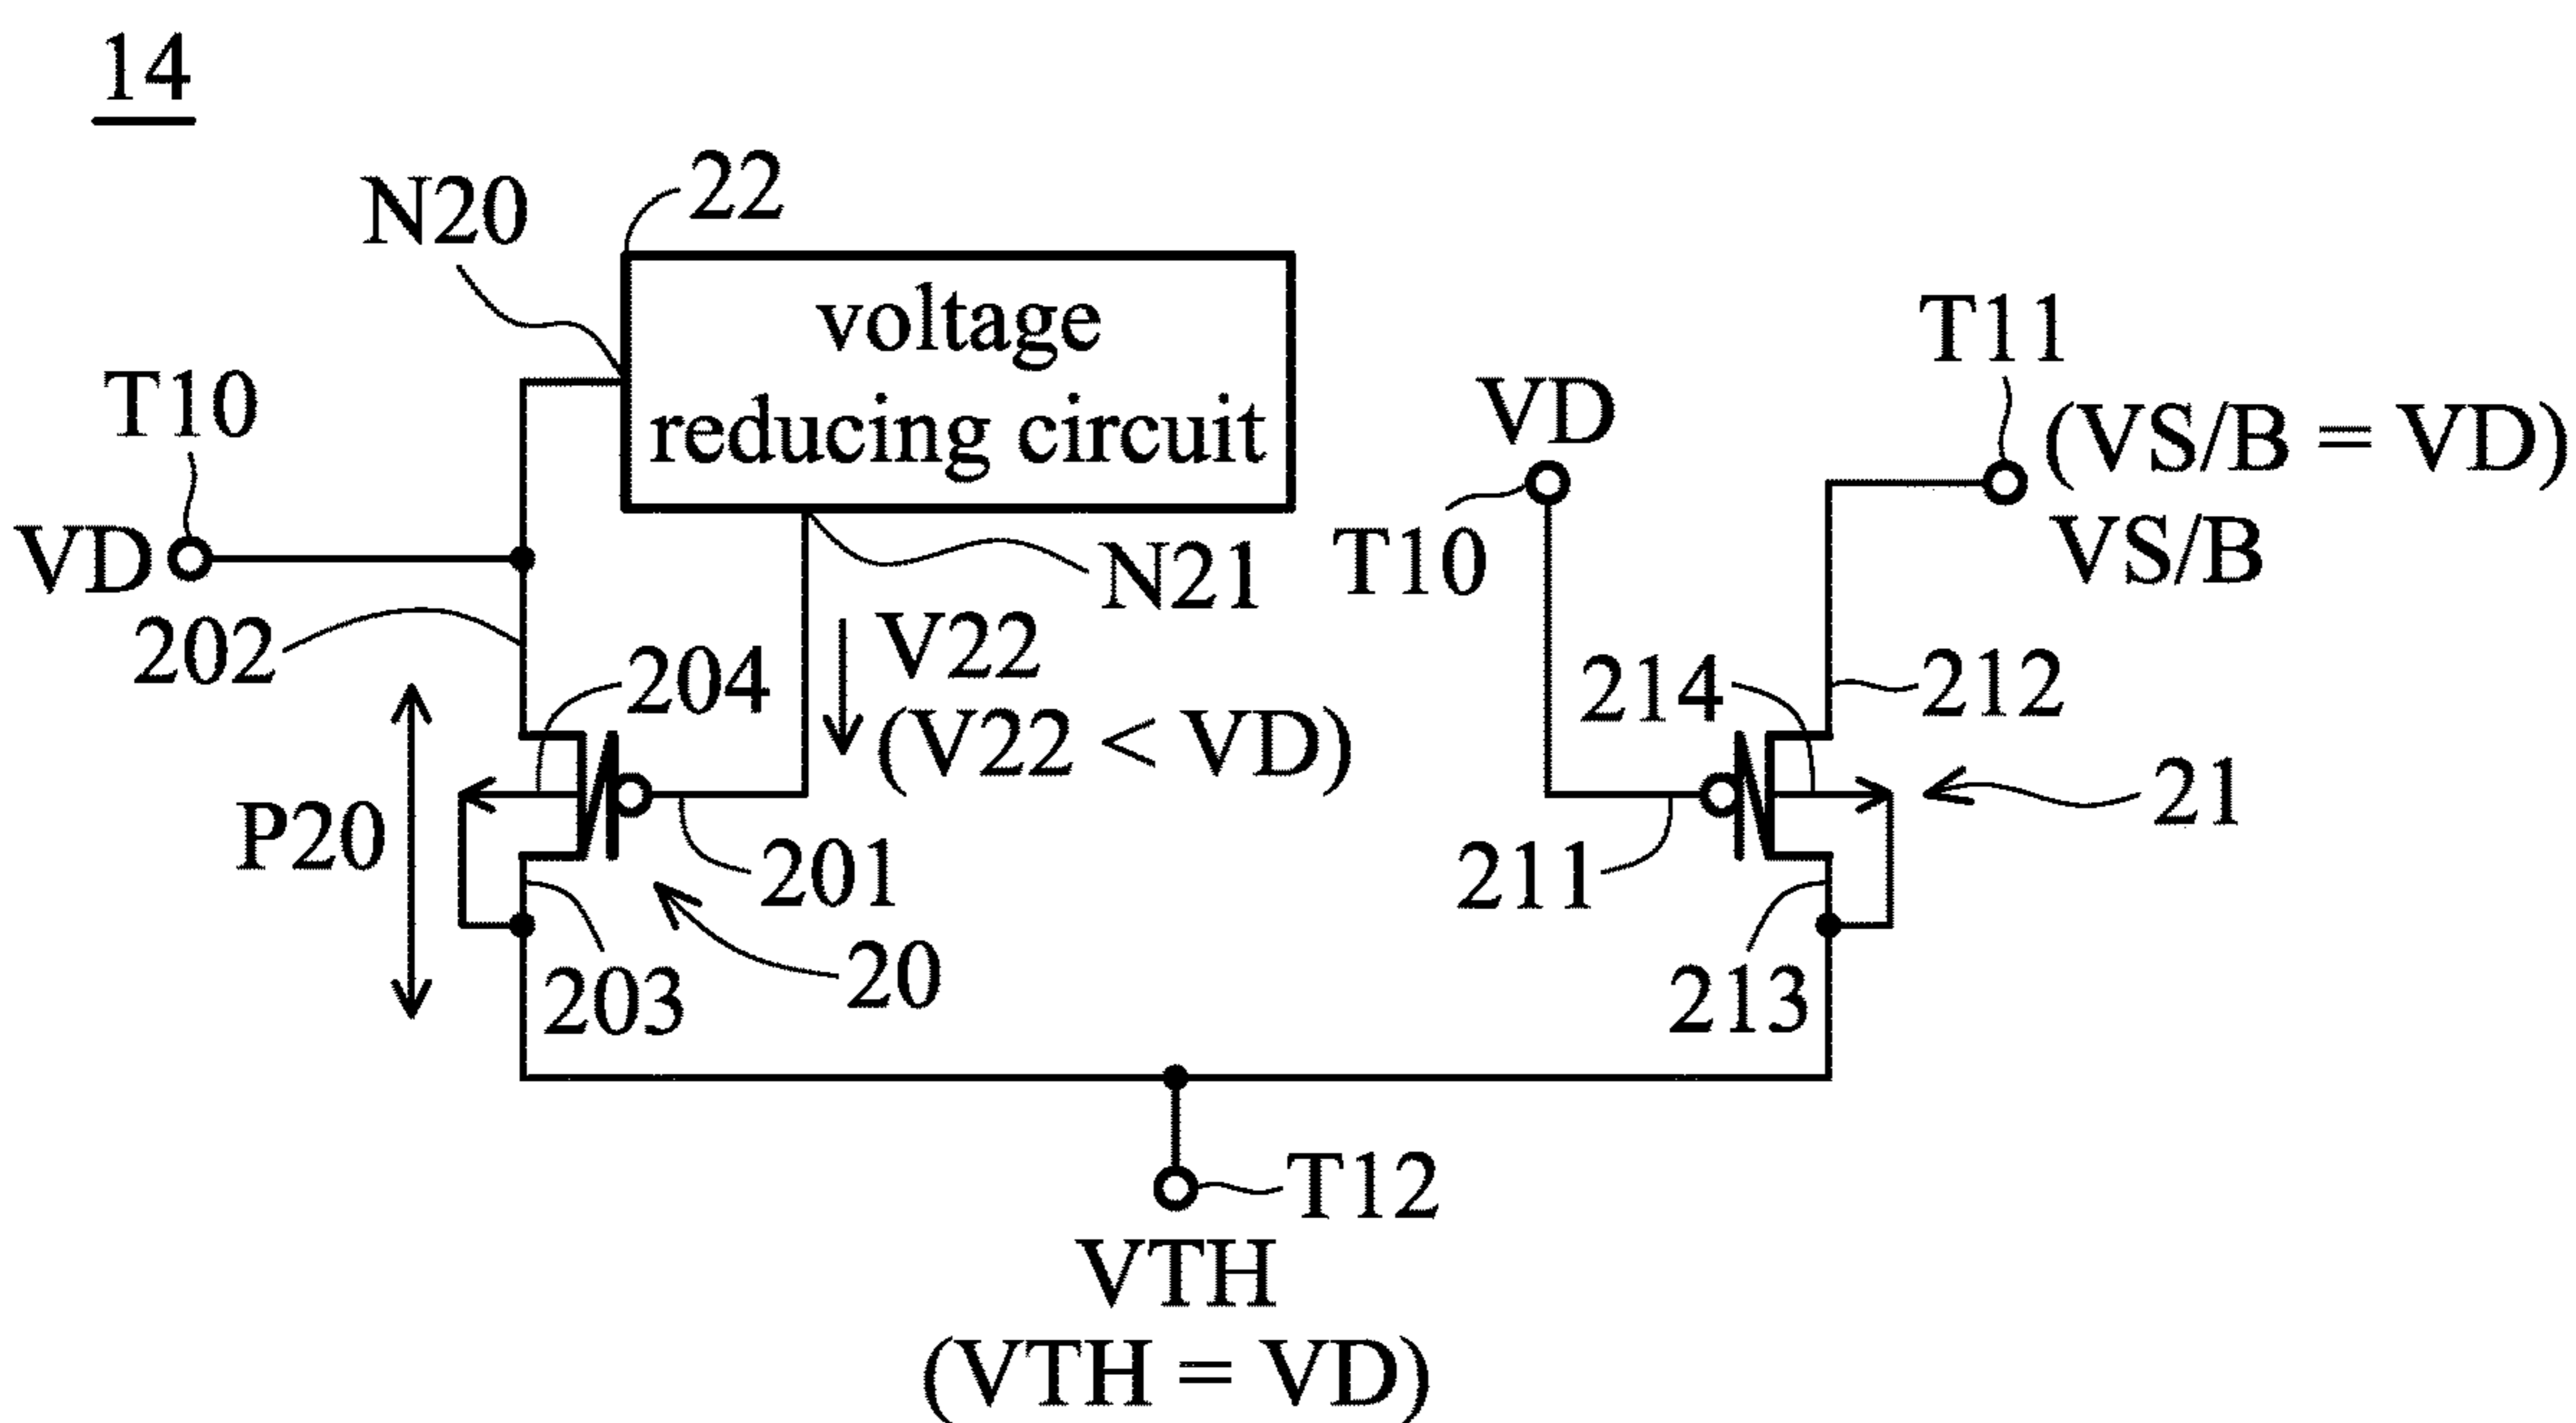 14
22
N20
voltage
reducing circuit
T10
VD
202
204
P20
203
201
20
N21
V22
(V22 < VD)
VD
T10
T11
(VS/B = VD)
VS/B
214
212
211
213
21
T12
VTH
(VTH = VD)